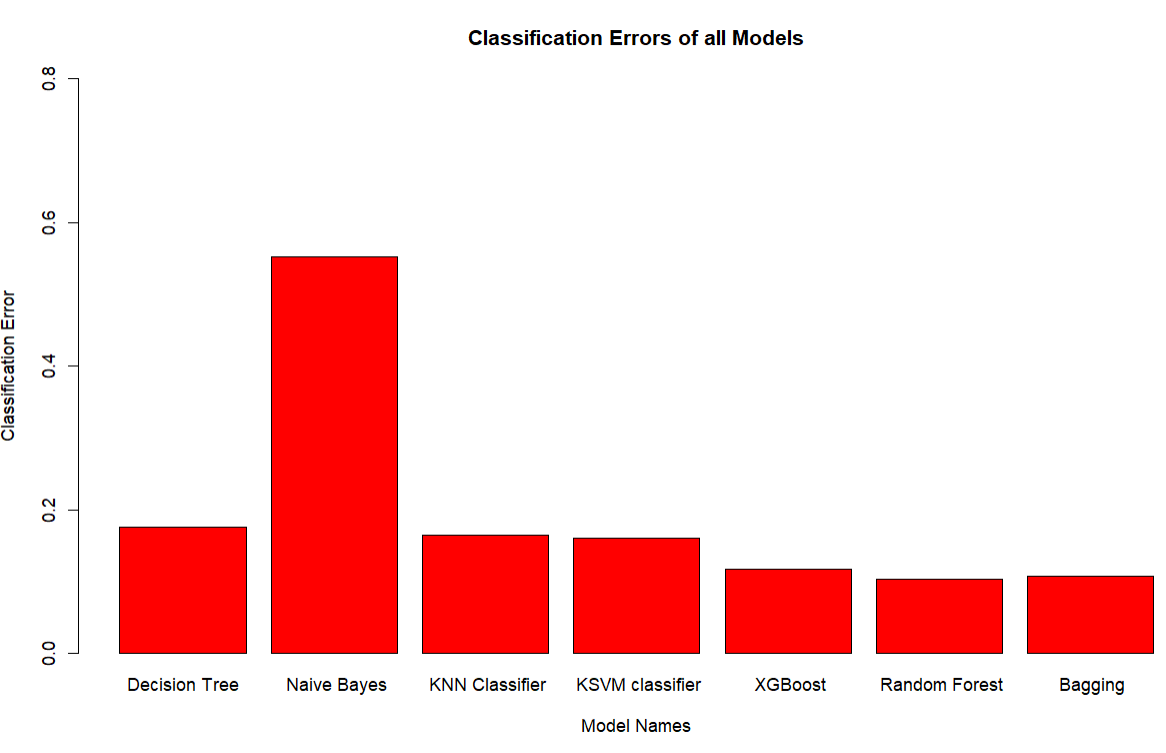 Classification Errors of all Models
Classification Error
0.8
0.6
0.4
0.2
0.0
Decision Tree Naive Bayes KNN Classifier KSVM classifier XGBoost Random Forest Bagging
Model Names